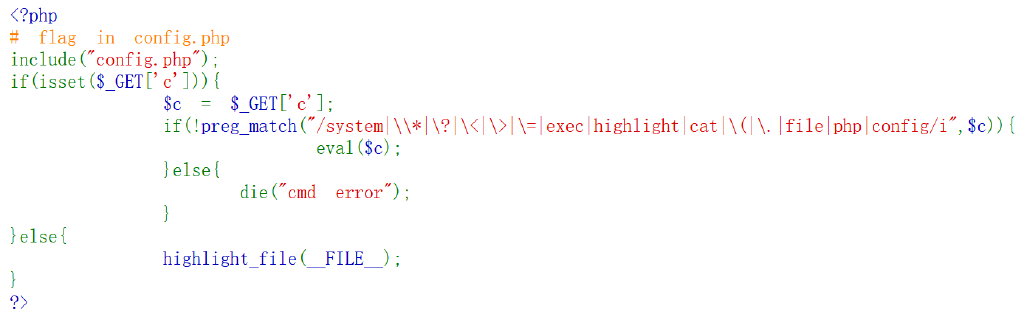 <?php
# flag in config.php
include("config.php");
if(isset($_GET['c'])){
$c = $_GET['c'];
if(!preg_match("/system|\\*|\?|\<|\>|\=|exec|highlight|cat|\(|\.|file|php|config/i",$c)){
eval($c);
}else{
die("cmd error");
}
}else{
highlight_file(__FILE__);
}
?>